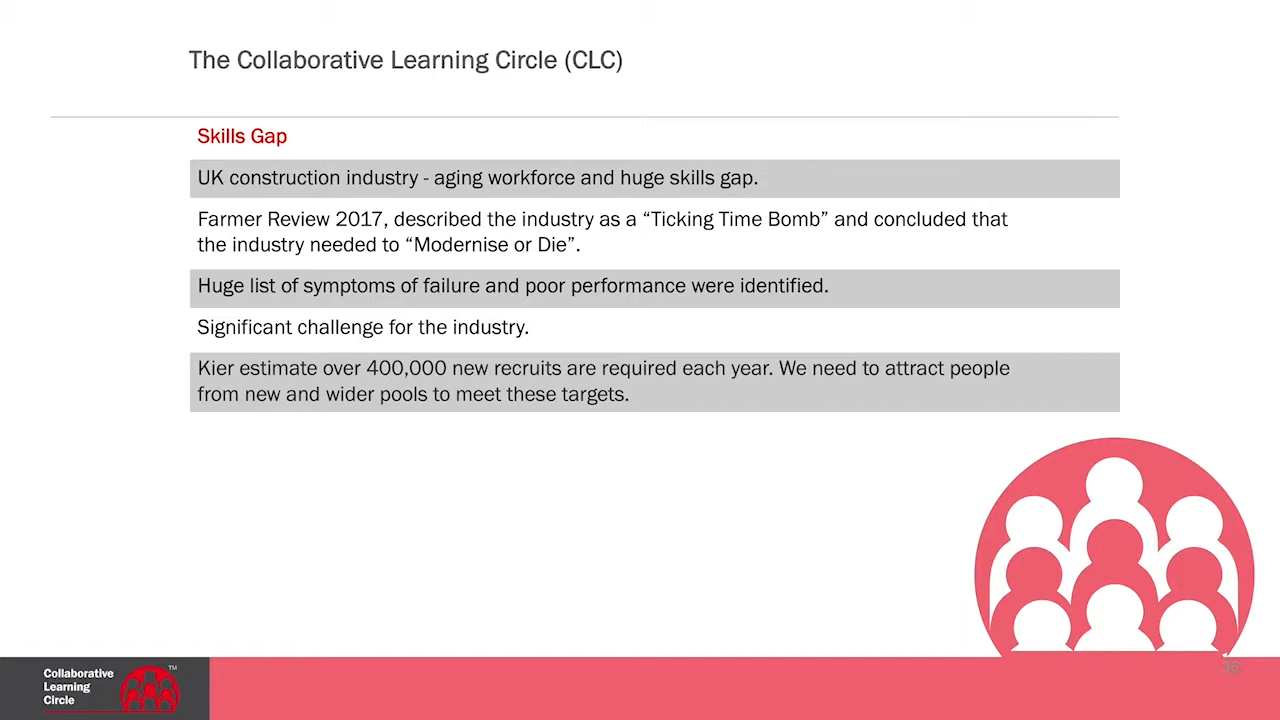 The Collaborative Learning Circle (CLC)
Skills Gap
UK construction industry - aging workforce and huge skills gap.
Farmer Review 2017, described the industry as a “Ticking Time Bomb” and concluded that
the industry needed to “Modernise or Die”.
Huge list of symptoms of failure and poor performance were identified.
Significant challenge for the industry.
Kier estimate over 400,000 new recruits are required each year. We need to attract people
from new and wider pools to meet these targets.
Collaborative
Learning
Circle
TM
36